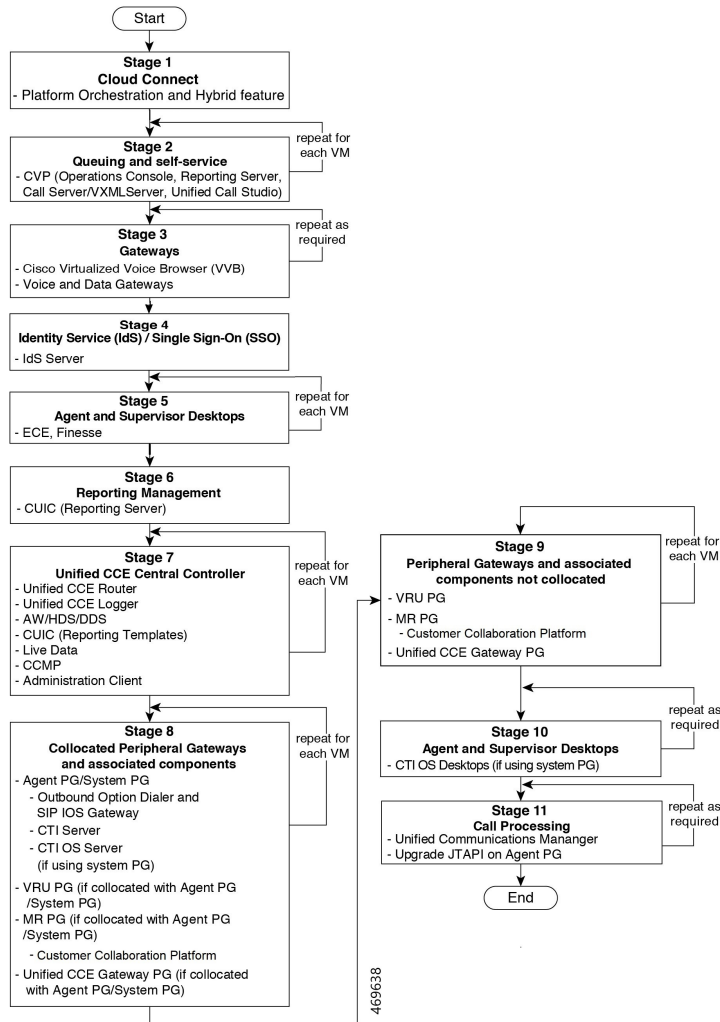 Start
Stage 1
Cloud Connect
- Platform Orchestration and Hybrid feature
repeat for
each VM
Stage 2
Queuing and self-service
- CVP (Operations Console, Reporting Server,
Call Server/VXMLServer, Unified Call Studio)
repeat as
required
Stage 3
Gateways
- Cisco Virtualized Voice Browser (VVB)
- Voice and Data Gateways
Stage 4
Identity Service (IdS) / Single Sign-On (SSO)
- IdS Server
repeat for
each VM
Stage 5
Agent and Supervisor Desktops
- ECE, Finesse
Stage 6
Reporting Management
- CUIC (Reporting Server)
repeat for
each VM
Stage 7
Unified CCE Central Controller
- Unified CCE Router
- Unified CCE Logger
- AW/HDS/DDS
- CUIC (Reporting Templates)
- Live Data
- CCMP
- Administration Client
repeat for
each VM
Stage 8
Collocated Peripheral Gateways
and associated components
- Agent PG/System PG
- Outbound Option Dialer and
SIP IOS Gateway
- CTI Server
- CTI OS Server
(if using system PG)
- VRU PG (if collocated with Agent PG
/System PG)
- MR PG (if collocated with Agent PG
/System PG)
- Customer Collaboration Platform
- Unified CCE Gateway PG (if collocated
with Agent PG/System PG)
repeat for
each VM
Stage 9
Peripheral Gateways and associated
components not collocated
- VRU PG
- MR PG
- Customer Collaboration Platform
- Unified CCE Gateway PG
repeat as
required
Stage 10
Agent and Supervisor Desktops
- CTI OS Desktops (if using system PG)
repeat as
required
Stage 11
Call Processing
- Unified Communications Mananger
- Upgrade JTAPI on Agent PG
End
469638